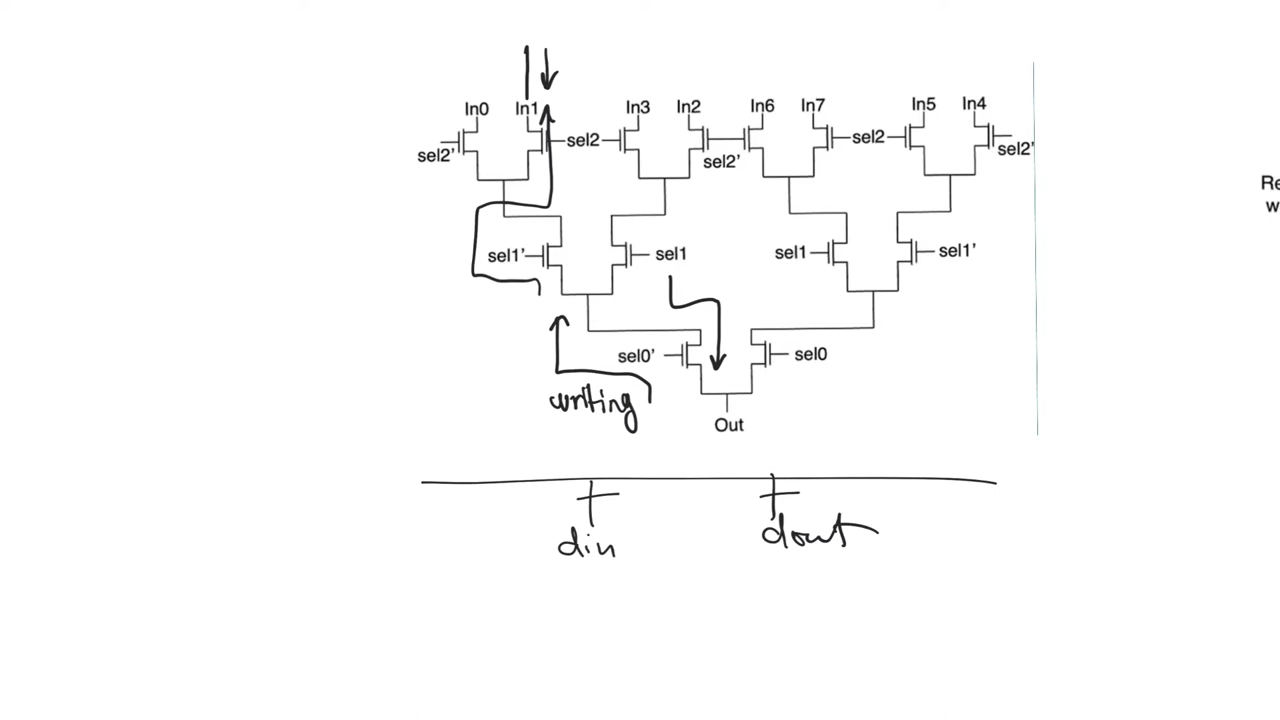 In0 In1 In3 In2 In6 In7 In5 In4
sel2' sel2 sel2' sel2 sel2'
sel1' sel1 sel1 sel1'
sel0' sel0
writing
Out
din dout
Re
w